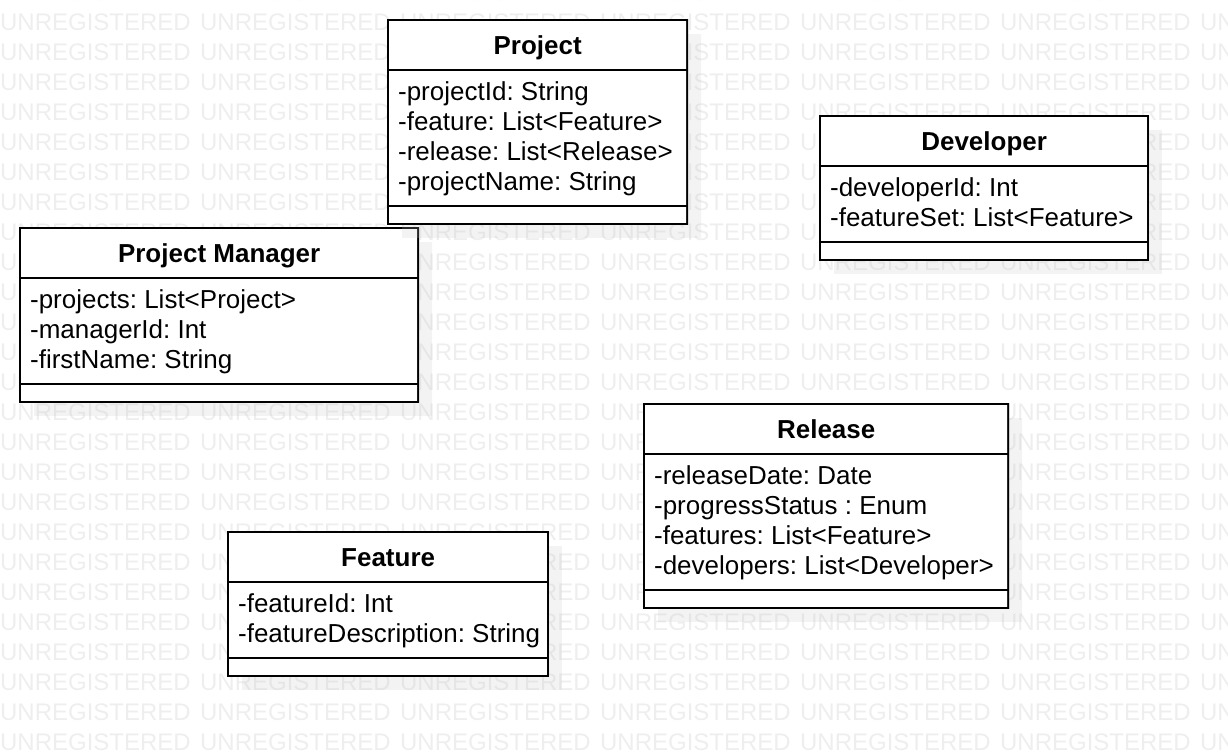 Project
-projectId: String
-feature: List<Feature>
-release: List<Release>
-projectName: String
Developer
-developerId: Int
-featureSet: List<Feature>
Project Manager
-projects: List<Project>
-managerId: Int
-firstName: String
Release
-releaseDate: Date
-progressStatus : Enum
-features: List<Feature>
-developers: List<Developer>
Feature
-featureId: Int
-featureDescription: String
UNREGISTERED